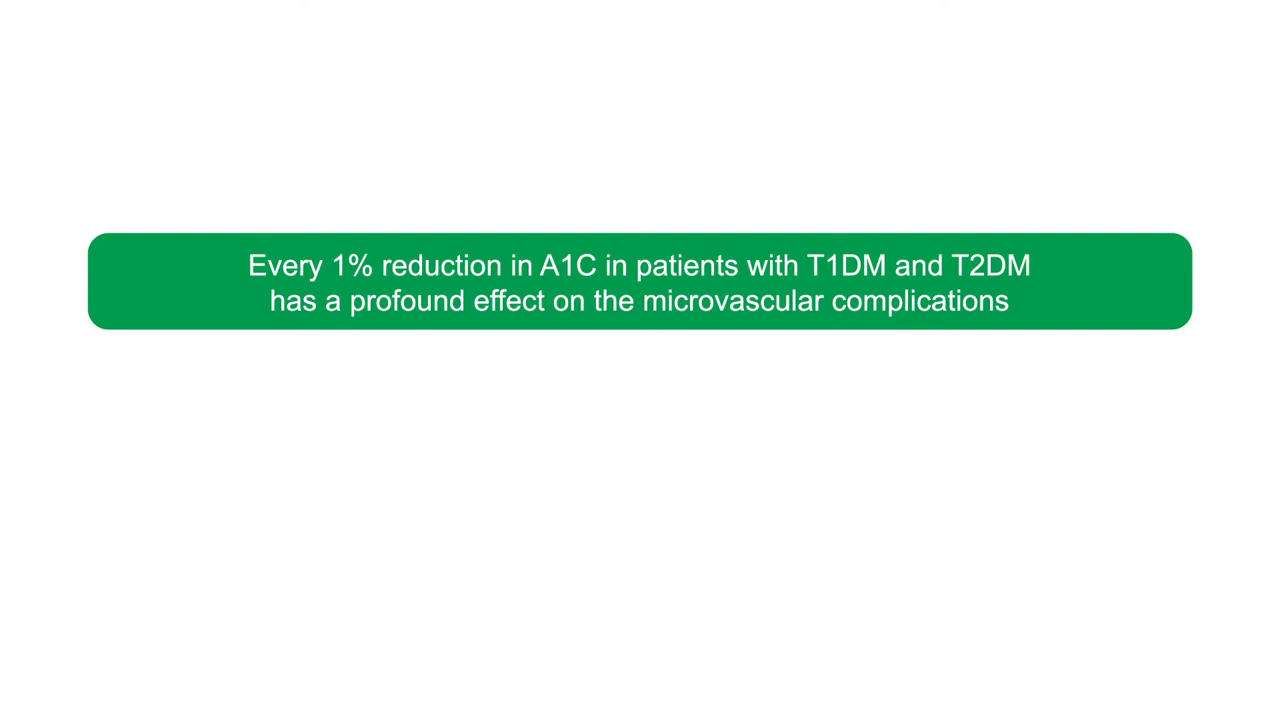 Every 1% reduction in A1C in patients with T1DM and T2DM
has a profound effect on the microvascular complications